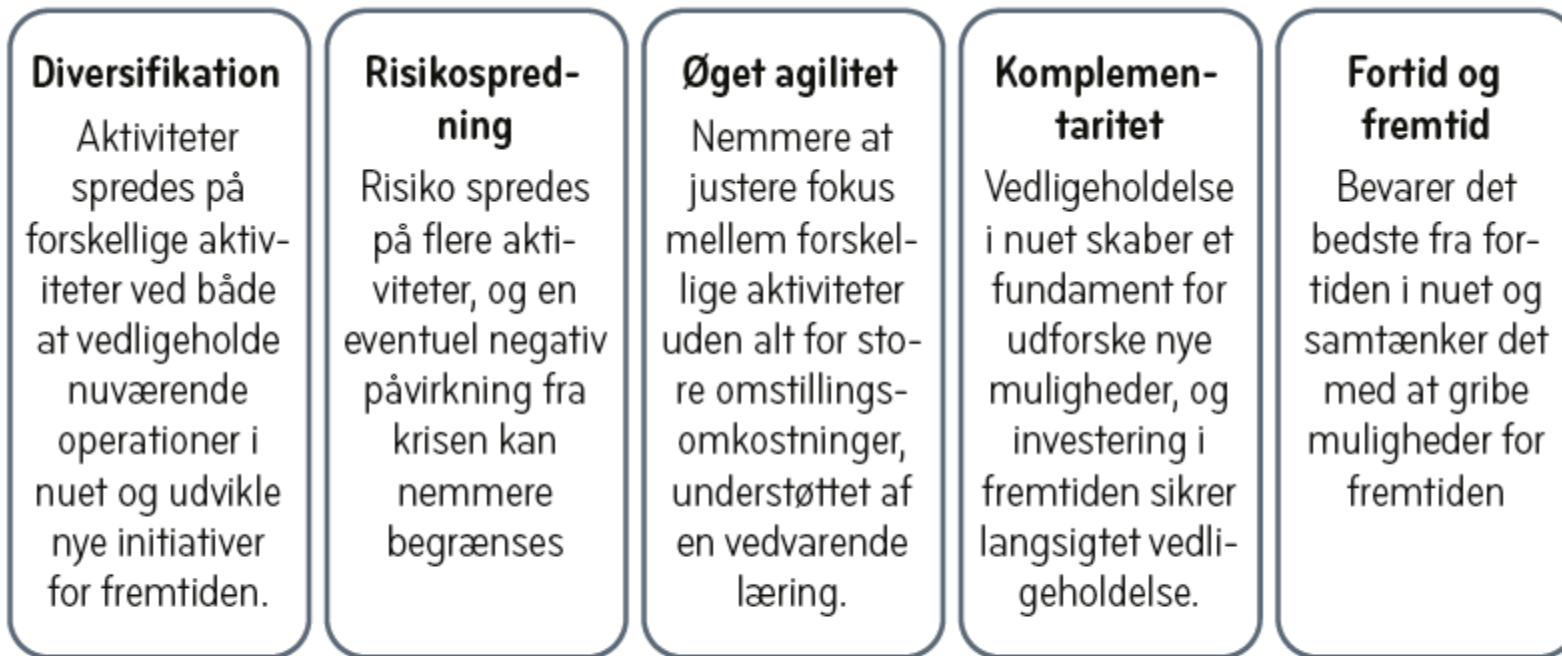 Diversifikation
Aktiviteter
spredes på
forskellige aktiv-
iteter ved både
at vedligeholde
nuværende
operationer i
nuet og udvikle
nye initiativer
for fremtiden.
Risikospred-
ning
Risiko spredes
på flere akti-
viteter, og en
eventuel negativ
påvirkning fra
krisen kan
nemmere
begrænses
Øget agilitet
Nemmere at
justere fokus
mellem forskel-
lige aktiviteter
uden alt for sto-
re omstillings-
omkostninger,
understøttet af
en vedvarende
læring.
Komplemen-
taritet
Vedligeholdelse
i nuet skaber et
fundament for
udforske nye
muligheder, og
investering i
fremtiden sikrer
langsigtet vedli-
geholdelse.
Fortid og
fremtid
Bevarer det
bedste fra for-
tiden i nuet og
samtænker det
med at gribe
muligheder for
fremtiden